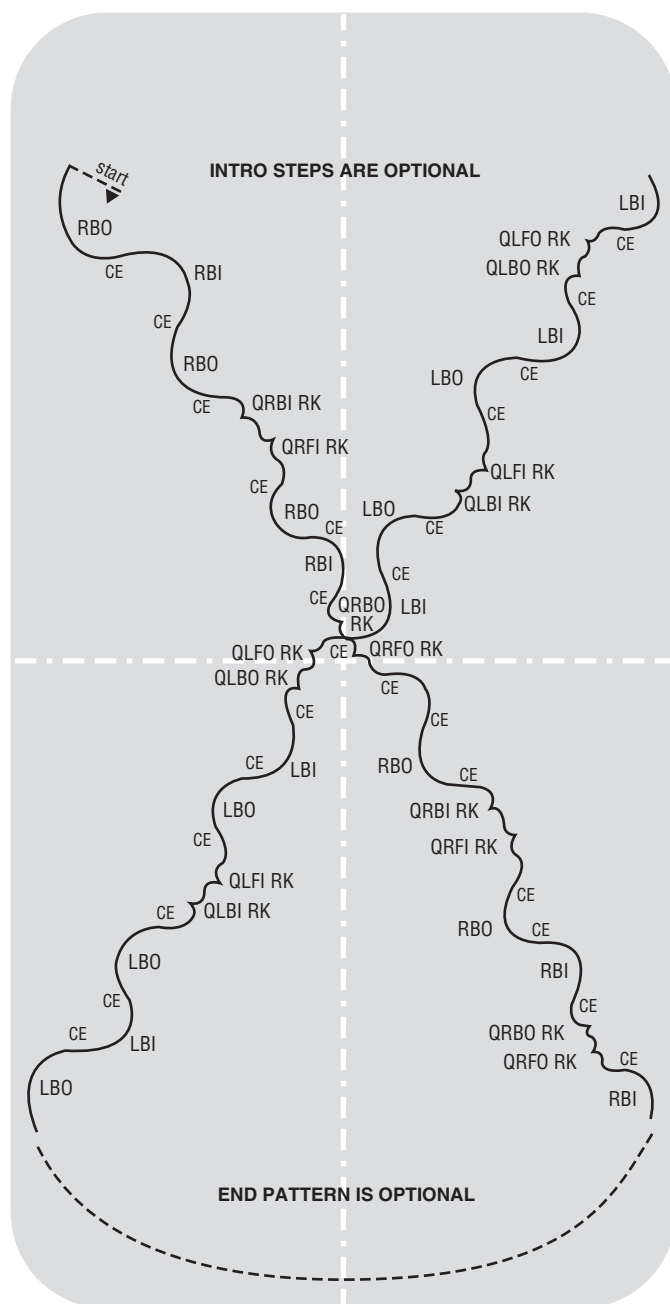 start
INTRO STEPS ARE OPTIONAL
RBO
CE
RBI
CE
RBO
CE
QRBI RK
QRFI RK
CE
RBO
CE
RBI
CE
QRBO
RK
QRFO RK
CE
CE
RBO
CE
QRBI RK
QRFI RK
CE
RBO
CE
RBI
CE
QRBO RK
QRFO RK
CE
RBI
LBO
CE
LBI
CE
LBO
CE
QLBI RK
QLFI RK
CE
LBO
CE
LBI
CE
QLBO RK
QLFO RK
CE
LBI
CE
LBO
CE
QLBI RK
QLFI RK
CE
LBO
CE
LBI
CE
QLBO RK
QLFO RK
CE
LBI
END PATTERN IS OPTIONAL